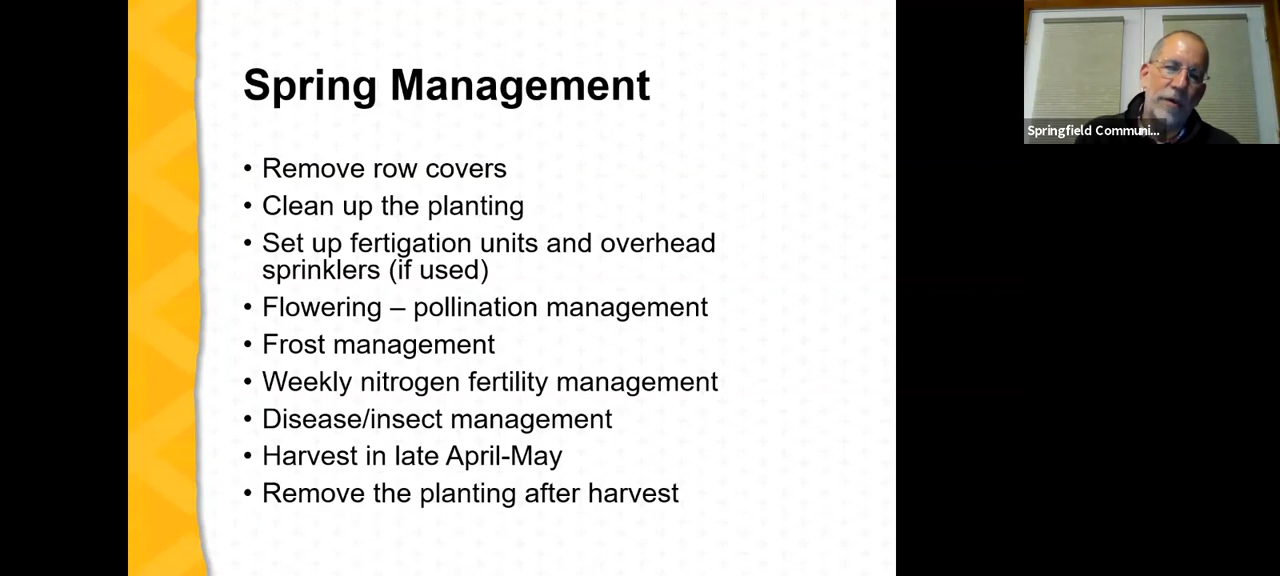 Spring Management
• Remove row covers
• Clean up the planting
• Set up fertigation units and overhead
sprinklers (if used)
• Flowering – pollination management
• Frost management
• Weekly nitrogen fertility management
• Disease/insect management
• Harvest in late April-May
• Remove the planting after harvest
Springfield Communi...